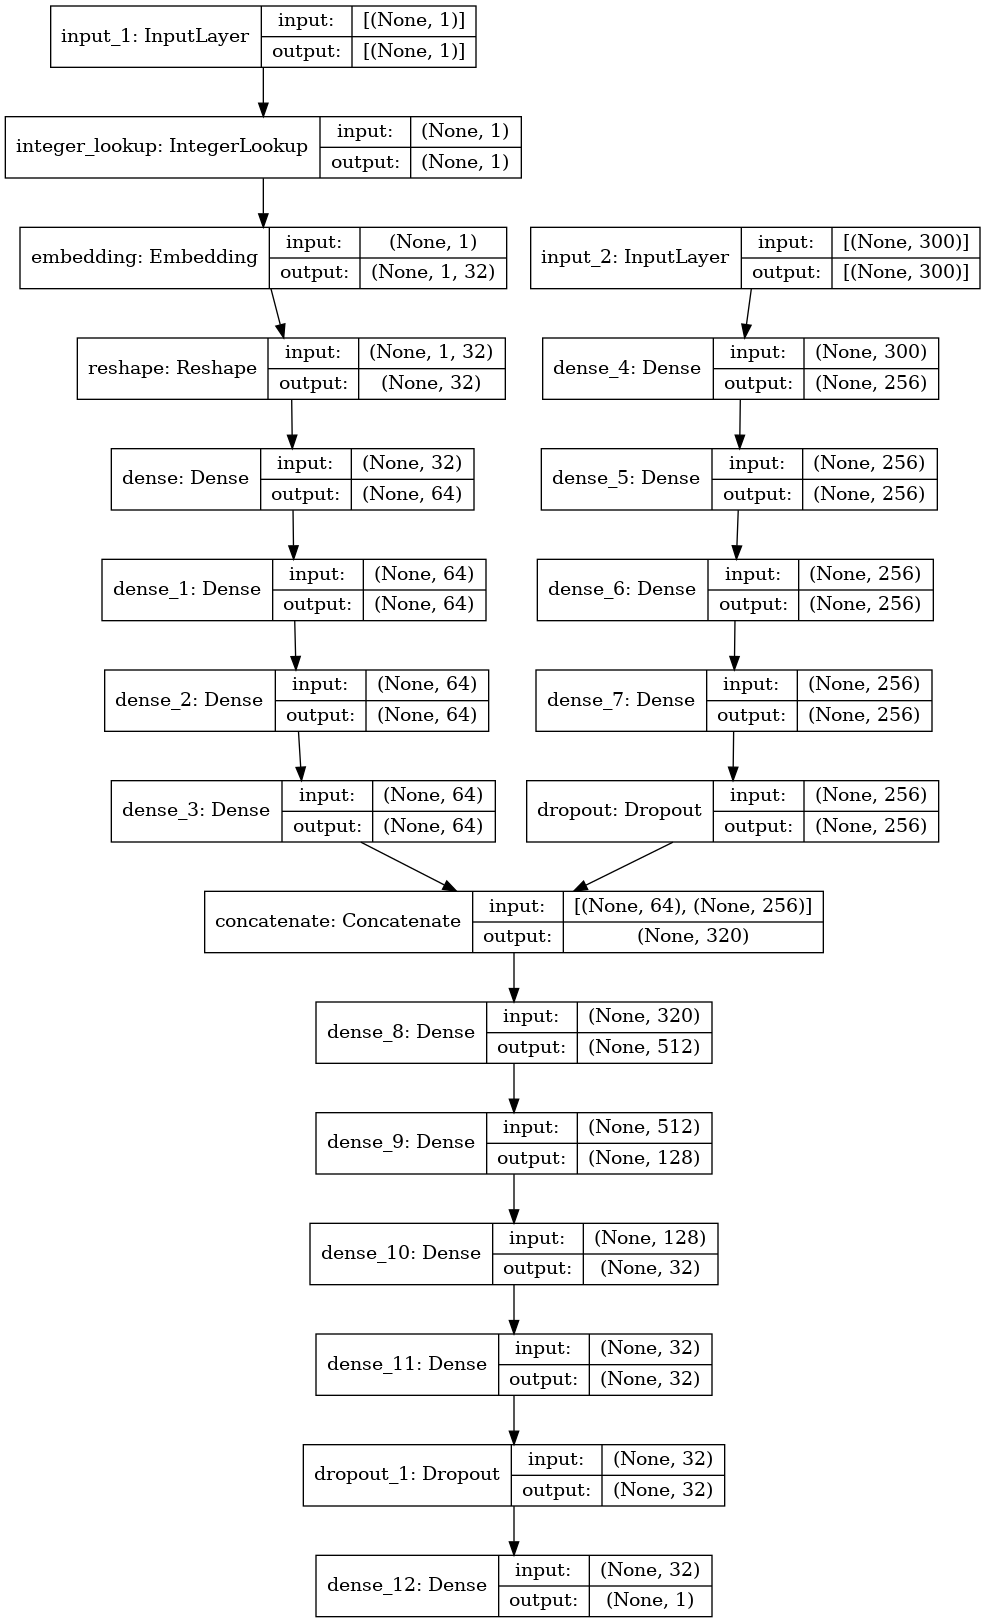 input_1: InputLayer
input: [(None, 1)]
output: [(None, 1)]
integer_lookup: IntegerLookup
input: (None, 1)
output: (None, 1)
embedding: Embedding
input: (None, 1)
output: (None, 1, 32)
input_2: InputLayer
input: [(None, 300)]
output: [(None, 300)]
reshape: Reshape
input: (None, 1, 32)
output: (None, 32)
dense_4: Dense
input: (None, 300)
output: (None, 256)
dense: Dense
input: (None, 32)
output: (None, 64)
dense_5: Dense
input: (None, 256)
output: (None, 256)
dense_1: Dense
input: (None, 64)
output: (None, 64)
dense_6: Dense
input: (None, 256)
output: (None, 256)
dense_2: Dense
input: (None, 64)
output: (None, 64)
dense_7: Dense
input: (None, 256)
output: (None, 256)
dense_3: Dense
input: (None, 64)
output: (None, 64)
dropout: Dropout
input: (None, 256)
output: (None, 256)
concatenate: Concatenate
input: [(None, 64), (None, 256)]
output: (None, 320)
dense_8: Dense
input: (None, 320)
output: (None, 512)
dense_9: Dense
input: (None, 512)
output: (None, 128)
dense_10: Dense
input: (None, 128)
output: (None, 32)
dense_11: Dense
input: (None, 32)
output: (None, 32)
dropout_1: Dropout
input: (None, 32)
output: (None, 32)
dense_12: Dense
input: (None, 32)
output: (None, 1)